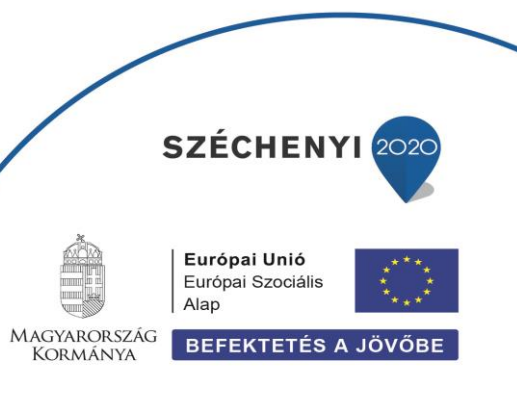 SZÉCHENYI 2020
Európai Unió
Európai Szociális
Alap
MAGYARORSZÁG
KORMÁNYA
BEFEKTETÉS A JÖVŐBE